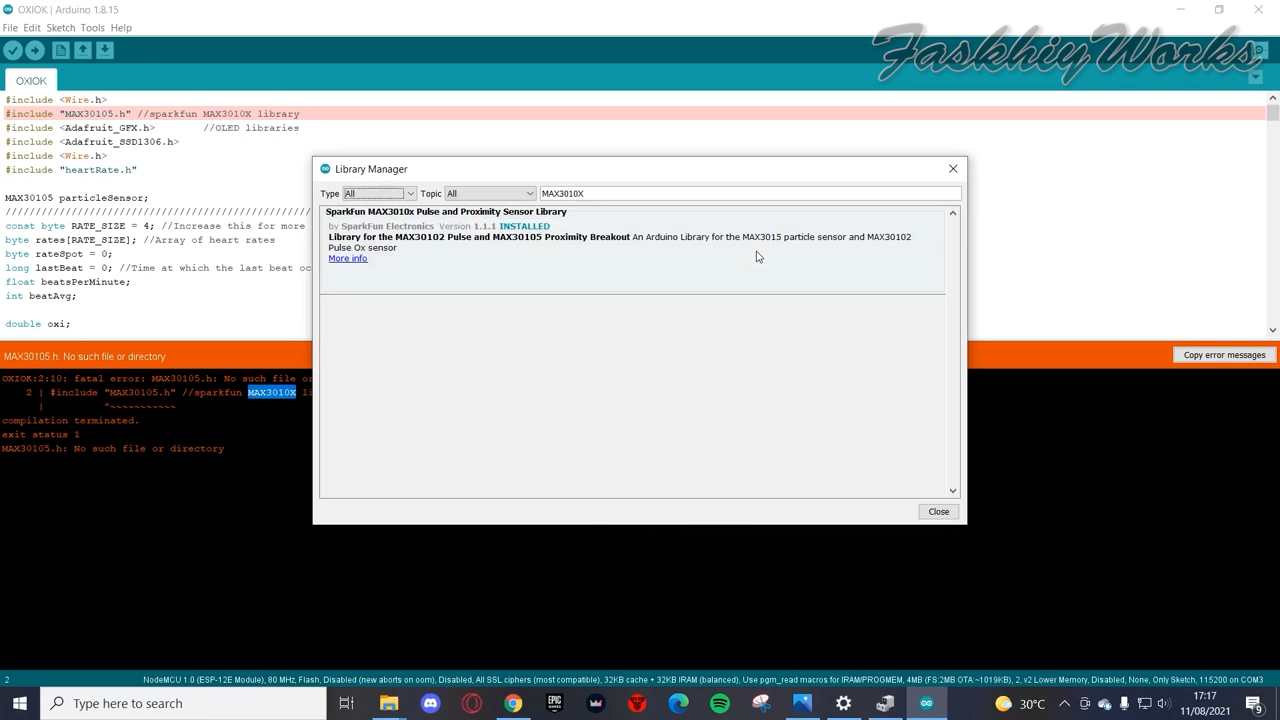 OXIOK | Arduino 1.8.15
File Edit Sketch Tools Help
FaskhiyWorks
OXIOK
#include <Wire.h>
#include "MAX30105.h" //sparkfun MAX3010X library
#include <Adafruit_GFX.h> //OLED libraries
#include <Adafruit_SSD1306.h>
#include <Wire.h>
#include "heartRate.h"
MAX30105 particleSensor;
const byte RATE_SIZE = 4; //Increase this for more
byte rates[RATE_SIZE]; //Array of heart rates
byte rateSpot = 0;
long lastBeat = 0; //Time at which the last beat oc
float beatsPerMinute;
int beatAvg;
double oxi;
Library Manager
Type All Topic All MAX3010X
SparkFun MAX3010x Pulse and Proximity Sensor Library
by SparkFun Electronics Version 1.1.1 INSTALLED
Library for the MAX30102 Pulse and MAX30105 Proximity Breakout An Arduino Library for the MAX3015 particle sensor and MAX30102
Pulse Ox sensor
More info
Close
MAX30105.h: No such file or directory
Copy error messages
OXIOK:2:10: fatal error: MAX30105.h: No such file or
2 | #include "MAX30105.h" //sparkfun MAX3010X li
| ^~~~~~~~~~~~
compilation terminated.
exit status 1
MAX30105.h: No such file or directory
2 NodeMCU 1.0 (ESP-12E Module), 80 MHz, Flash, Disabled (new aborts on oom), Disabled, All SSL ciphers (most compatible), 32KB cache + 32KB IRAM (balanced), Use pgm_read macros for IRAM/PROGMEM, 4MB (FS:2MB OTA:~1019KB), 2, v2 Lower Memory, Disabled, None, Only Sketch, 115200 on COM3
Type here to search
EPIC GAMES
30°C
17:17
11/08/2021